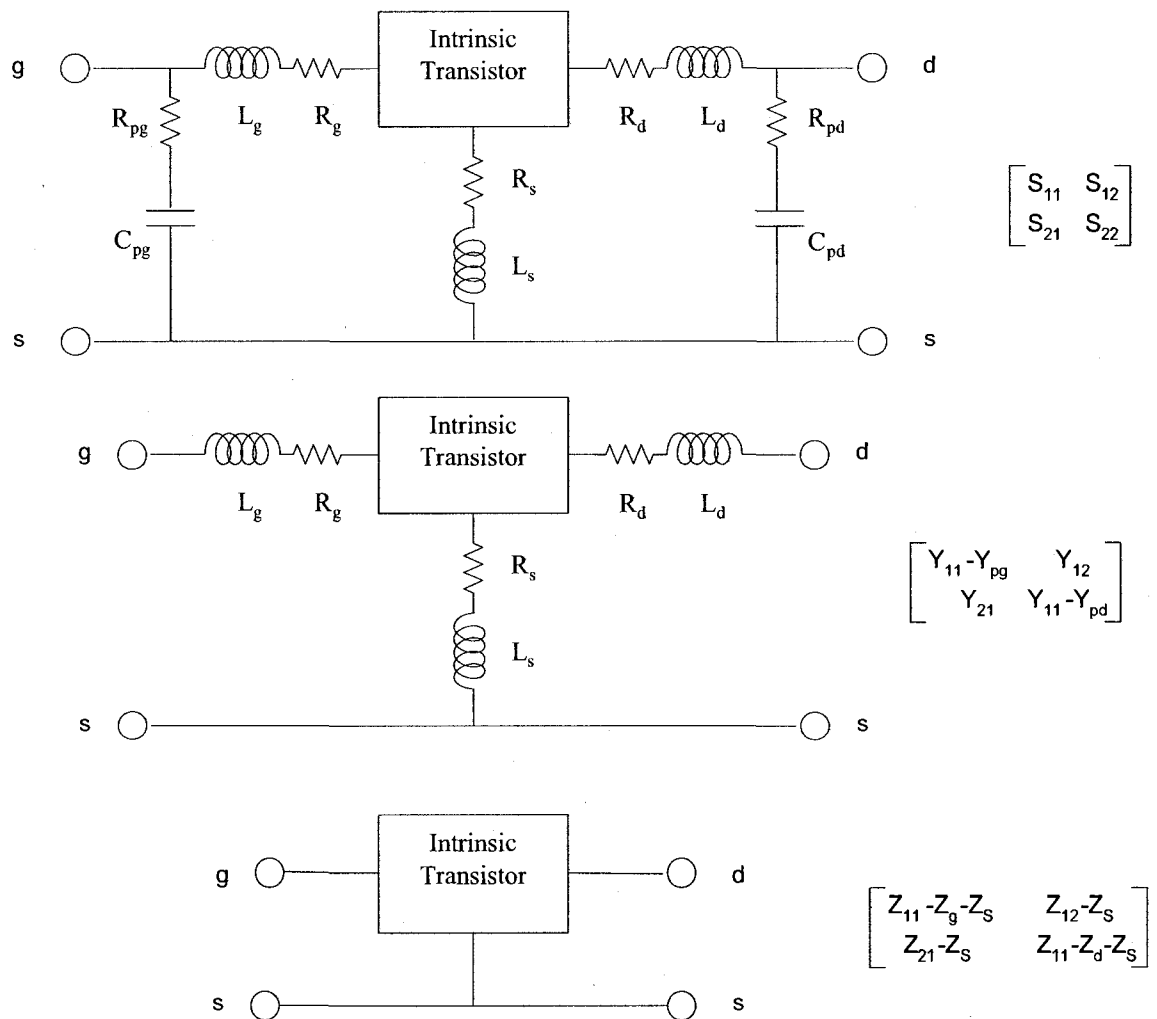 Intrinsic
Transistor
g
d
R_pg
L_g
R_g
R_d
L_d
R_pd
R_s
C_pg
L_s
C_pd
s
s
[S_11 S_12
S_21 S_22]
Intrinsic
Transistor
g
d
L_g
R_g
R_d
L_d
R_s
L_s
s
s
[Y_11-Y_pg Y_12
Y_21 Y_11-Y_pd]
Intrinsic
Transistor
g
d
s
s
[Z_11-Z_g-Z_S Z_12-Z_S
Z_21-Z_S Z_11-Z_d-Z_S]